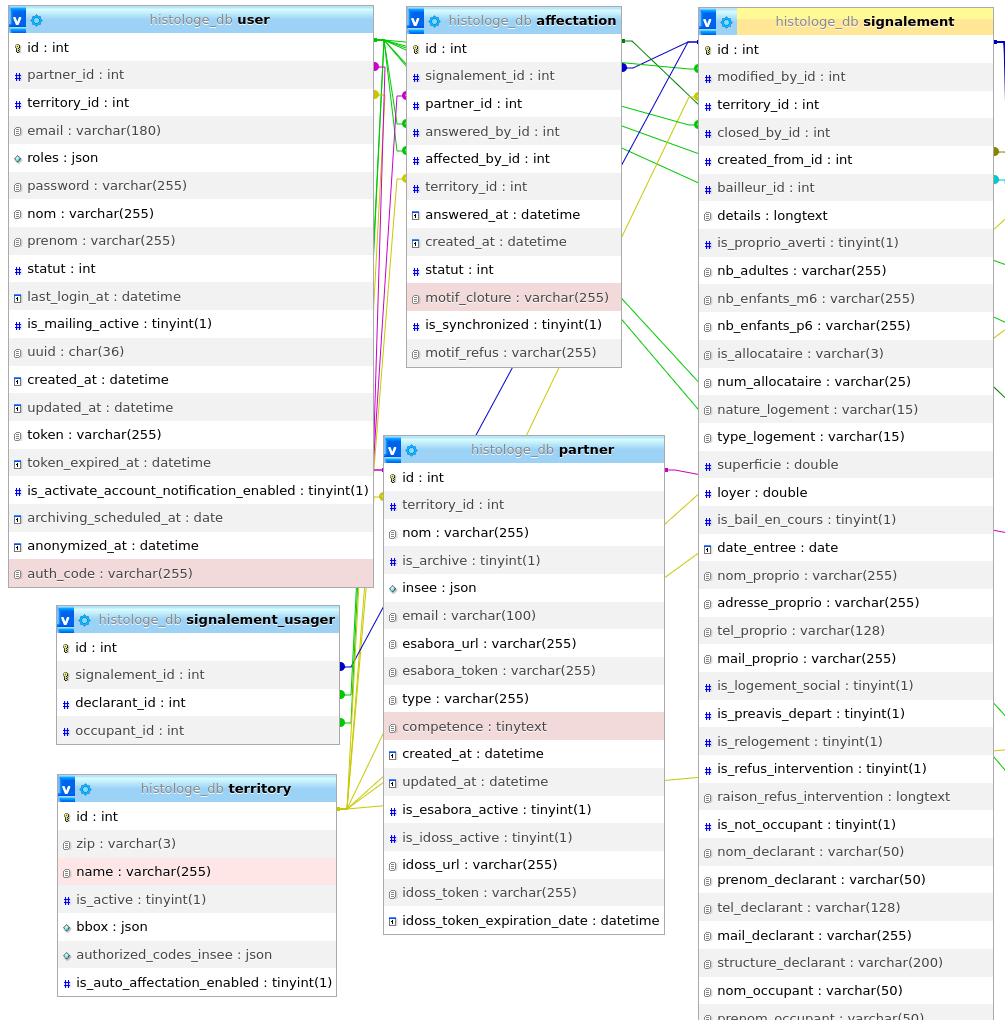 histologe_db user
id : int
partner_id : int
territory_id : int
email : varchar(180)
roles : json
password : varchar(255)
nom : varchar(255)
prenom : varchar(255)
statut : int
last_login_at : datetime
is_mailing_active : tinyint(1)
uuid : char(36)
created_at : datetime
updated_at : datetime
token : varchar(255)
token_expired_at : datetime
is_activate_account_notification_enabled : tinyint(1)
archiving_scheduled_at : date
anonymized_at : datetime
auth_code : varchar(255)
histologe_db signalement_usager
id : int
signalement_id : int
declarant_id : int
occupant_id : int
histologe_db territory
id : int
zip : varchar(3)
name : varchar(255)
is_active : tinyint(1)
bbox : json
authorized_codes_insee : json
is_auto_affectation_enabled : tinyint(1)
histologe_db affectation
id : int
signalement_id : int
partner_id : int
answered_by_id : int
affected_by_id : int
territory_id : int
answered_at : datetime
created_at : datetime
statut : int
motif_cloture : varchar(255)
is_synchronized : tinyint(1)
motif_refus : varchar(255)
histologe_db partner
id : int
territory_id : int
nom : varchar(255)
is_archive : tinyint(1)
insee : json
email : varchar(100)
esabora_url : varchar(255)
esabora_token : varchar(255)
type : varchar(255)
competence : tinytext
created_at : datetime
updated_at : datetime
is_esabora_active : tinyint(1)
is_idoss_active : tinyint(1)
idoss_url : varchar(255)
idoss_token : varchar(255)
idoss_token_expiration_date : datetime
histologe_db signalement
id : int
modified_by_id : int
territory_id : int
closed_by_id : int
created_from_id : int
bailleur_id : int
details : longtext
is_proprio_averti : tinyint(1)
nb_adultes : varchar(255)
nb_enfants_m6 : varchar(255)
nb_enfants_p6 : varchar(255)
is_allocataire : varchar(3)
num_allocataire : varchar(25)
nature_logement : varchar(15)
type_logement : varchar(15)
superficie : double
loyer : double
is_bail_en_cours : tinyint(1)
date_entree : date
nom_proprio : varchar(255)
adresse_proprio : varchar(255)
tel_proprio : varchar(128)
mail_proprio : varchar(255)
is_logement_social : tinyint(1)
is_preavis_depart : tinyint(1)
is_relogement : tinyint(1)
is_refus_intervention : tinyint(1)
raison_refus_intervention : longtext
is_not_occupant : tinyint(1)
nom_declarant : varchar(50)
prenom_declarant : varchar(50)
tel_declarant : varchar(128)
mail_declarant : varchar(255)
structure_declarant : varchar(200)
nom_occupant : varchar(50)
prenom_occupant : varchar(50)